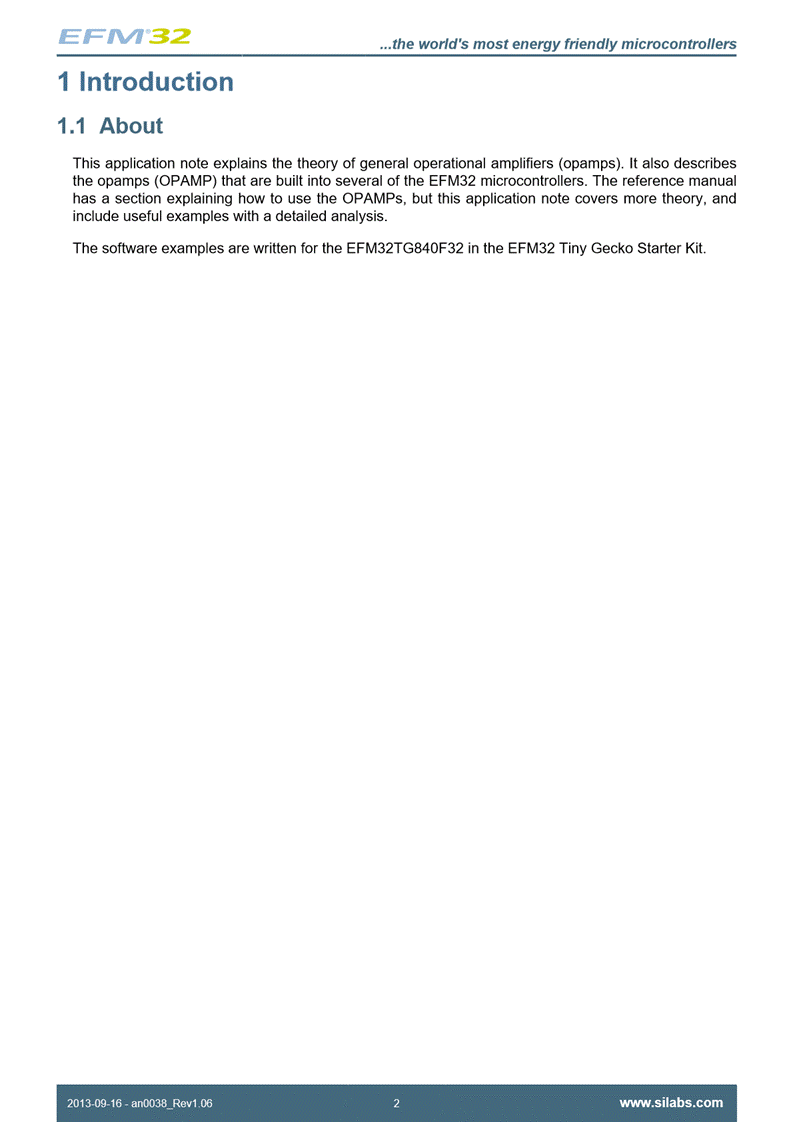 EFM®32
...the world's most energy friendly microcontrollers
1 Introduction
1.1 About
This application note explains the theory of general operational amplifiers (opamps). It also describes
the opamps (OPAMP) that are built into several of the EFM32 microcontrollers. The reference manual
has a section explaining how to use the OPAMPs, but this application note covers more theory, and
include useful examples with a detailed analysis.
The software examples are written for the EFM32TG840F32 in the EFM32 Tiny Gecko Starter Kit.
2013-09-16 - an0038_Rev1.06
2
www.silabs.com